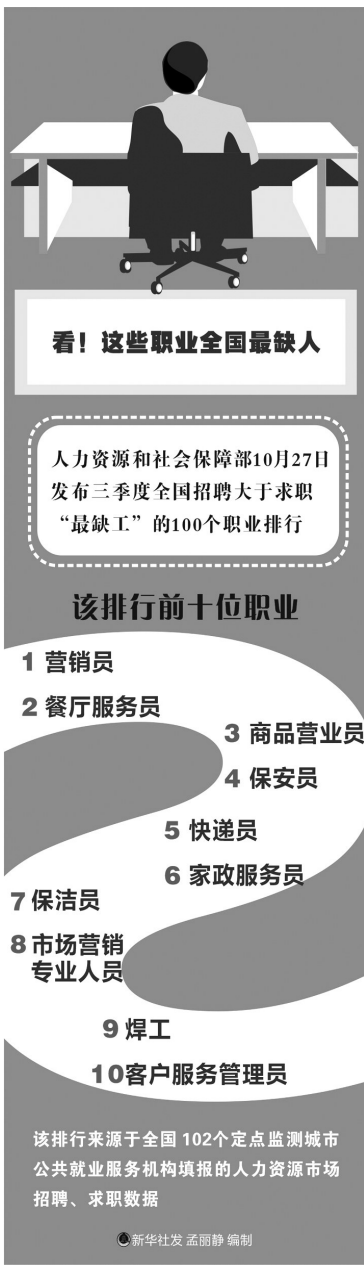 看！这些职业全国最缺人
人力资源和社会保障部10月27日
发布三季度全国招聘大于求职
“最缺工”的100个职业排行
该排行前十位职业
1 营销员
2 餐厅服务员
3 商品营业员
4 保安员
5 快递员
6 家政服务员
7 保洁员
8 市场营销
专业人员
9 焊工
10客户服务管理员
该排行来源于全国 102个定点监测城市
公共就业服务机构填报的人力资源市场
招聘、求职数据
新华社发 孟丽静 编制